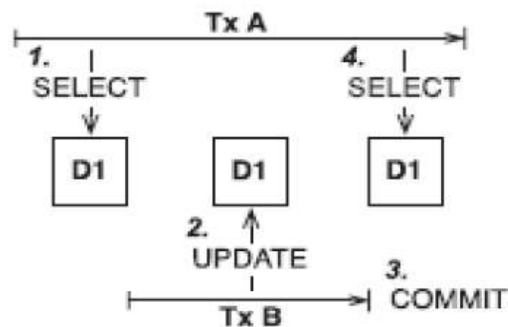 Tx A
1. 4.
SELECT SELECT
D1 D1 D1
2.
UPDATE 3.
COMMIT
Tx B